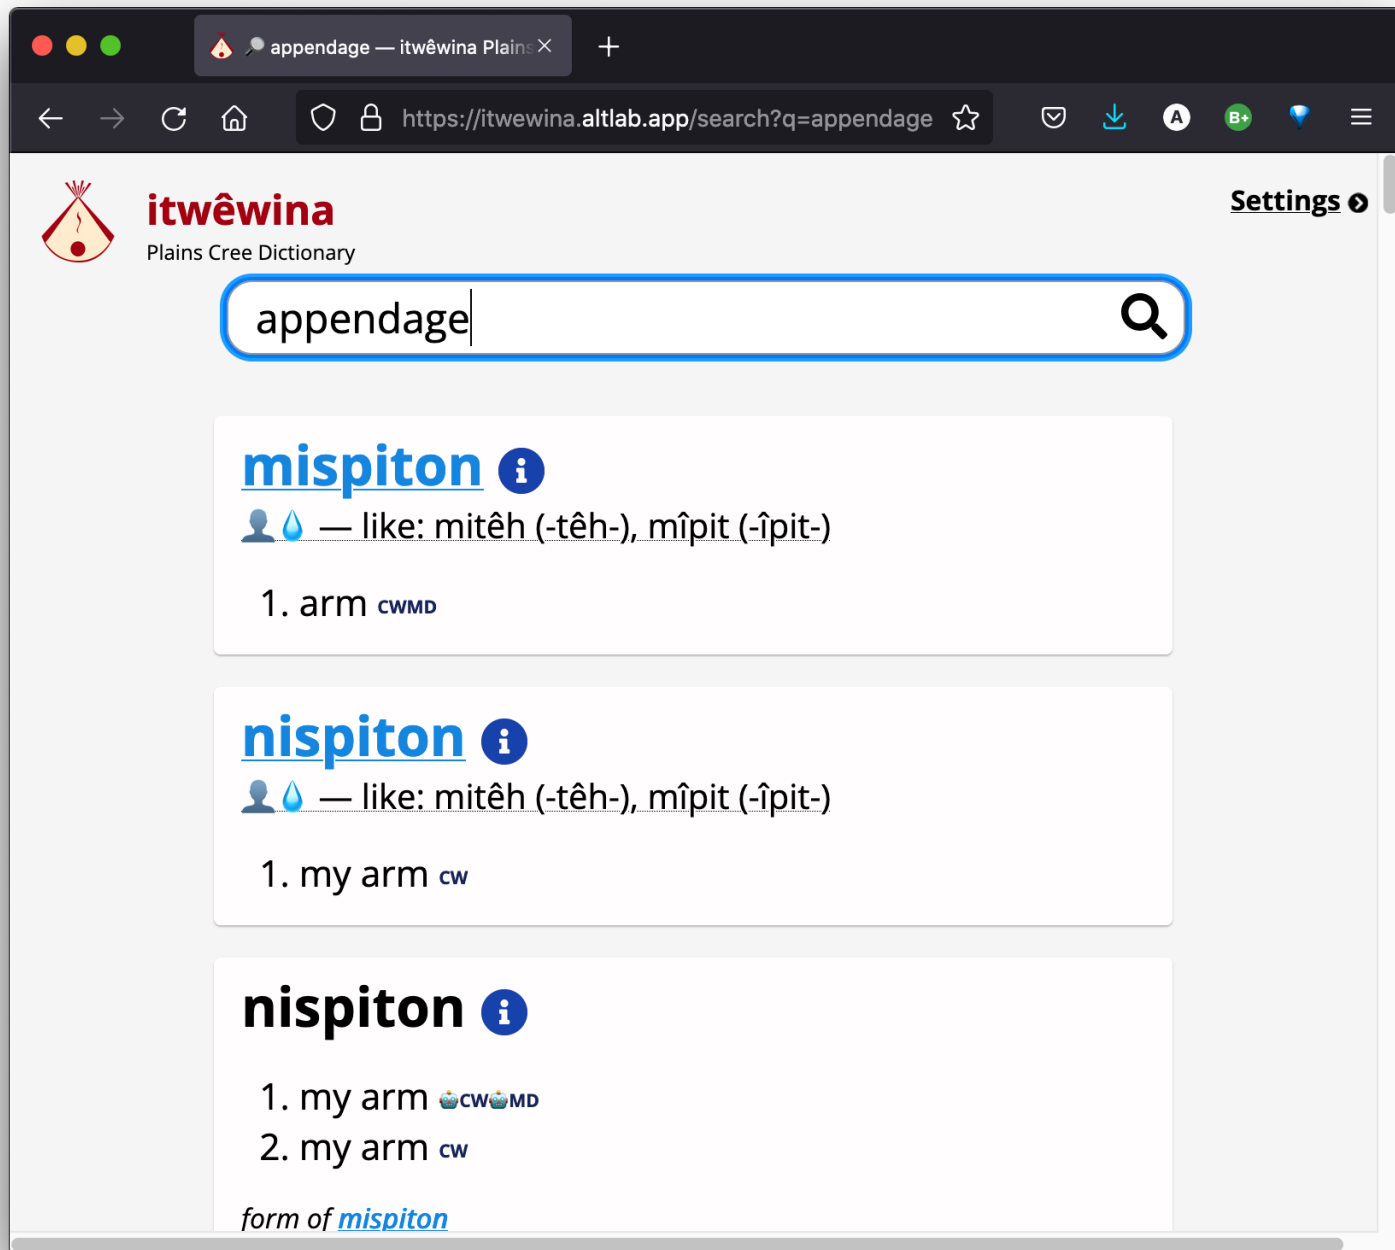 appendage — itwêwina Plains
https://itwewina.altlab.app/search?q=appendage
A
B+
itwêwina
Plains Cree Dictionary
Settings
appendage
mispiton
— like: mitêh (-têh-), mîpit (-îpit-)
1. arm CWMD
nispiton
— like: mitêh (-têh-), mîpit (-îpit-)
1. my arm CW
nispiton
1. my arm 🤖CW🤖MD
2. my arm CW
form of mispiton